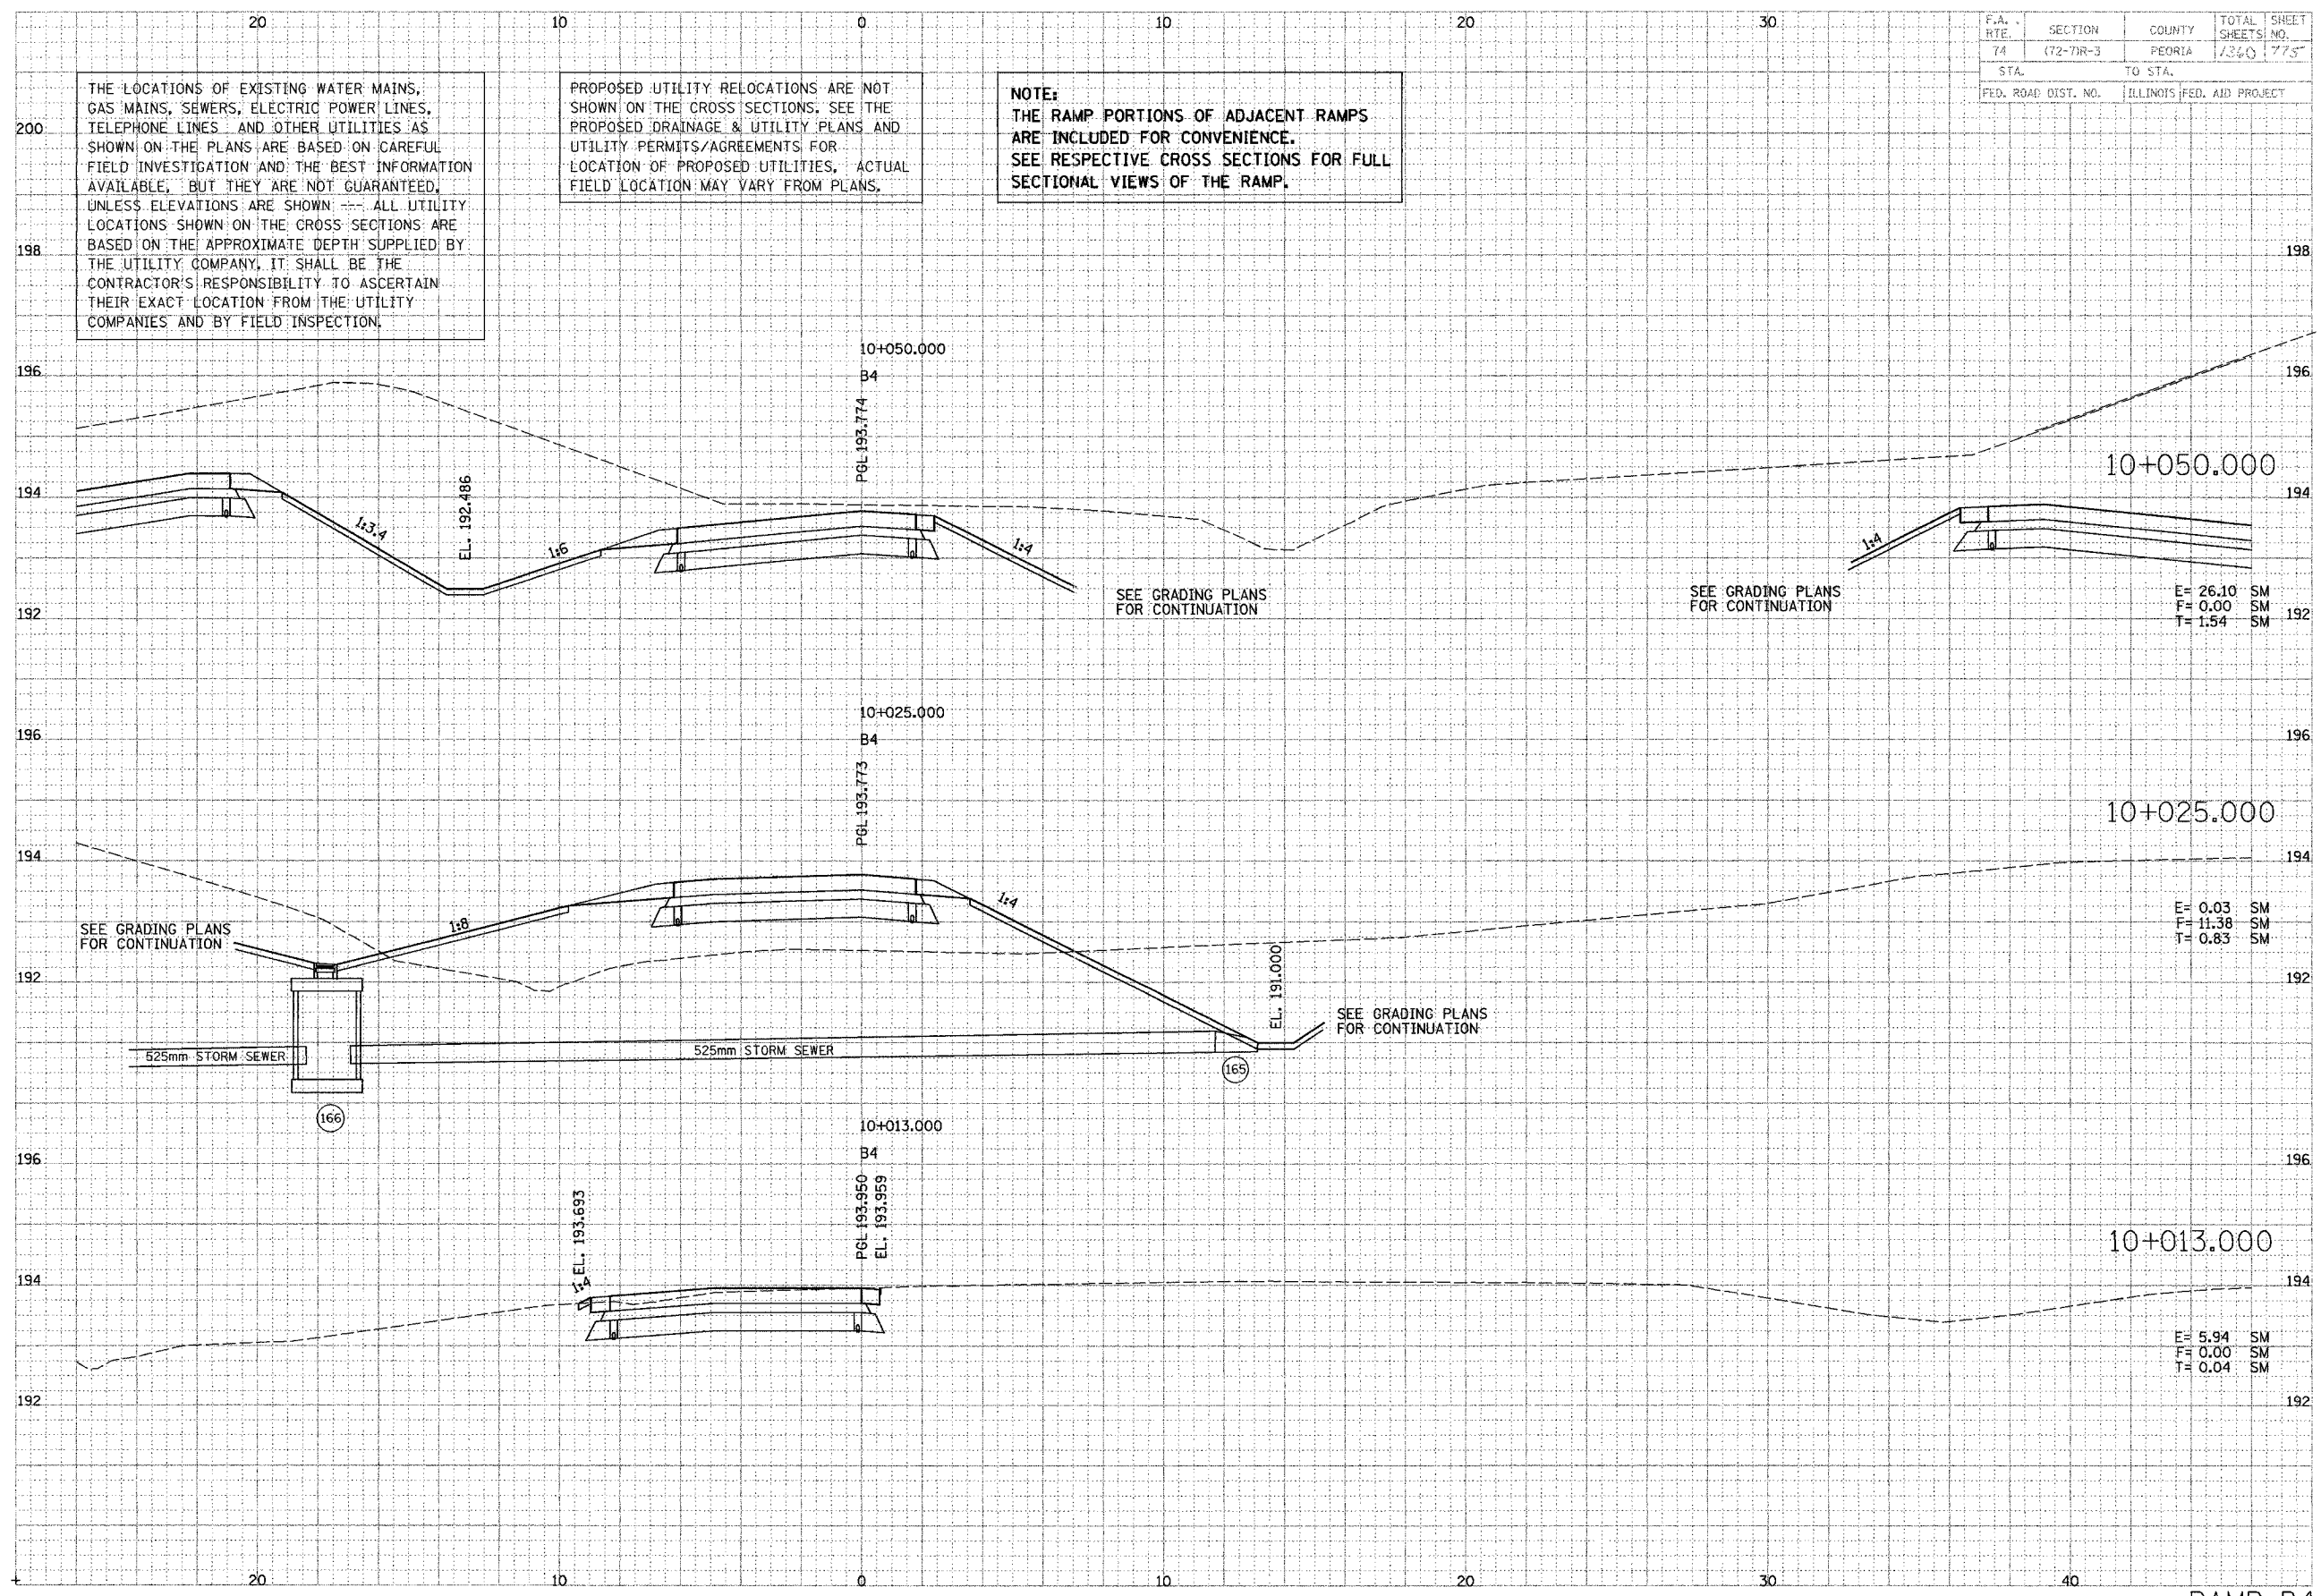 20 10 0 10 20 30
F.A. RTE. SECTION COUNTY TOTAL SHEETS SHEET NO.
74 (72-7)R-3 PEORIA 1360 775
STA. TO STA.
FED. ROAD DIST. NO. ILLINOIS FED. AID PROJECT
THE LOCATIONS OF EXISTING WATER MAINS,
GAS MAINS, SEWERS, ELECTRIC POWER LINES,
TELEPHONE LINES AND OTHER UTILITIES AS
SHOWN ON THE PLANS ARE BASED ON CAREFUL
FIELD INVESTIGATION AND THE BEST INFORMATION
AVAILABLE, BUT THEY ARE NOT GUARANTEED.
UNLESS ELEVATIONS ARE SHOWN --- ALL UTILITY
LOCATIONS SHOWN ON THE CROSS SECTIONS ARE
BASED ON THE APPROXIMATE DEPTH SUPPLIED BY
THE UTILITY COMPANY. IT SHALL BE THE
CONTRACTOR'S RESPONSIBILITY TO ASCERTAIN
THEIR EXACT LOCATION FROM THE UTILITY
COMPANIES AND BY FIELD INSPECTION.
PROPOSED UTILITY RELOCATIONS ARE NOT
SHOWN ON THE CROSS SECTIONS. SEE THE
PROPOSED DRAINAGE & UTILITY PLANS AND
UTILITY PERMITS/AGREEMENTS FOR
LOCATION OF PROPOSED UTILITIES. ACTUAL
FIELD LOCATION MAY VARY FROM PLANS.
NOTE:
THE RAMP PORTIONS OF ADJACENT RAMPS
ARE INCLUDED FOR CONVENIENCE.
SEE RESPECTIVE CROSS SECTIONS FOR FULL
SECTIONAL VIEWS OF THE RAMP.
200
198 198
10+050.000
196 B4 196
PGL 193.774
10+050.000
194 194
EL. 192.486
1:3.4 1:6 1:4 1:4
SEE GRADING PLANS
FOR CONTINUATION
SEE GRADING PLANS
FOR CONTINUATION
E= 26.10 SM
F= 0.00 SM
T= 1.54 SM
192 192
10+025.000
196 B4 196
PGL 193.773
10+025.000
194 194
1:8 1:4
SEE GRADING PLANS
FOR CONTINUATION
E= 0.03 SM
F= 11.38 SM
T= 0.83 SM
192 192
EL. 191.000
SEE GRADING PLANS
FOR CONTINUATION
525mm STORM SEWER 525mm STORM SEWER
165
166
10+013.000
B4
196 196
EL. 193.693
PGL 193.950
EL. 193.959
10+013.000
194 194
1:4
E= 5.94 SM
F= 0.00 SM
T= 0.04 SM
192 192
20 10 0 10 20 30 40